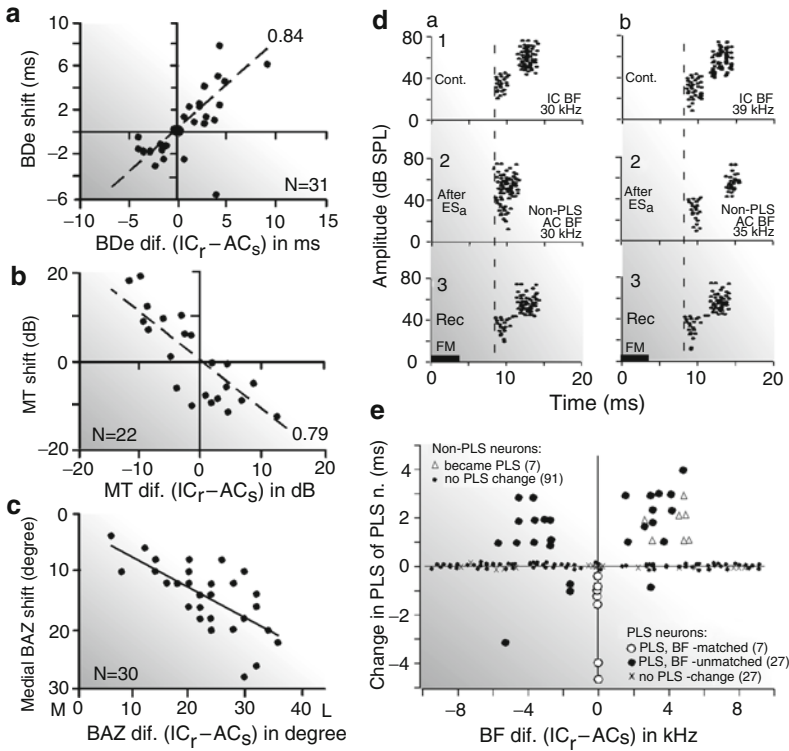 a
10
6
2
−2
−6
BDe shift (ms)
0.84
N=31
−10 −5 0 5 10 15
BDe dif. (ICr−ACs) in ms
b
20
0
−20
MT shift (dB)
N=22
0.79
−20 −10 0 10 20
MT dif. (ICr−ACs) in dB
c
0
10
20
30
Medial BAZ shift (degree)
N=30
M 0 10 20 30 40 L
BAZ dif. (ICr−ACs) in degree
d
a
80
40
0
1
Cont.
IC BF
30 kHz
80
40
0
2
After
ESa
Non-PLS
AC BF
30 kHz
80
40
0
3
Rec
FM
0 10 20
Amplitude (dB SPL)
b
1
Cont.
IC BF
39 kHz
2
After
ESa
Non-PLS
AC BF
35 kHz
3
Rec
FM
0 10 20
Time (ms)
e
Non-PLS neurons:
△ became PLS (7)
• no PLS change (91)
4
2
0
−2
−4
Change in PLS of PLS n. (ms)
PLS neurons:
○ PLS, BF -matched (7)
● PLS, BF -unmatched (27)
× no PLS -change (27)
−8 −4 0 4 8
BF dif. (ICr−ACs) in kHz